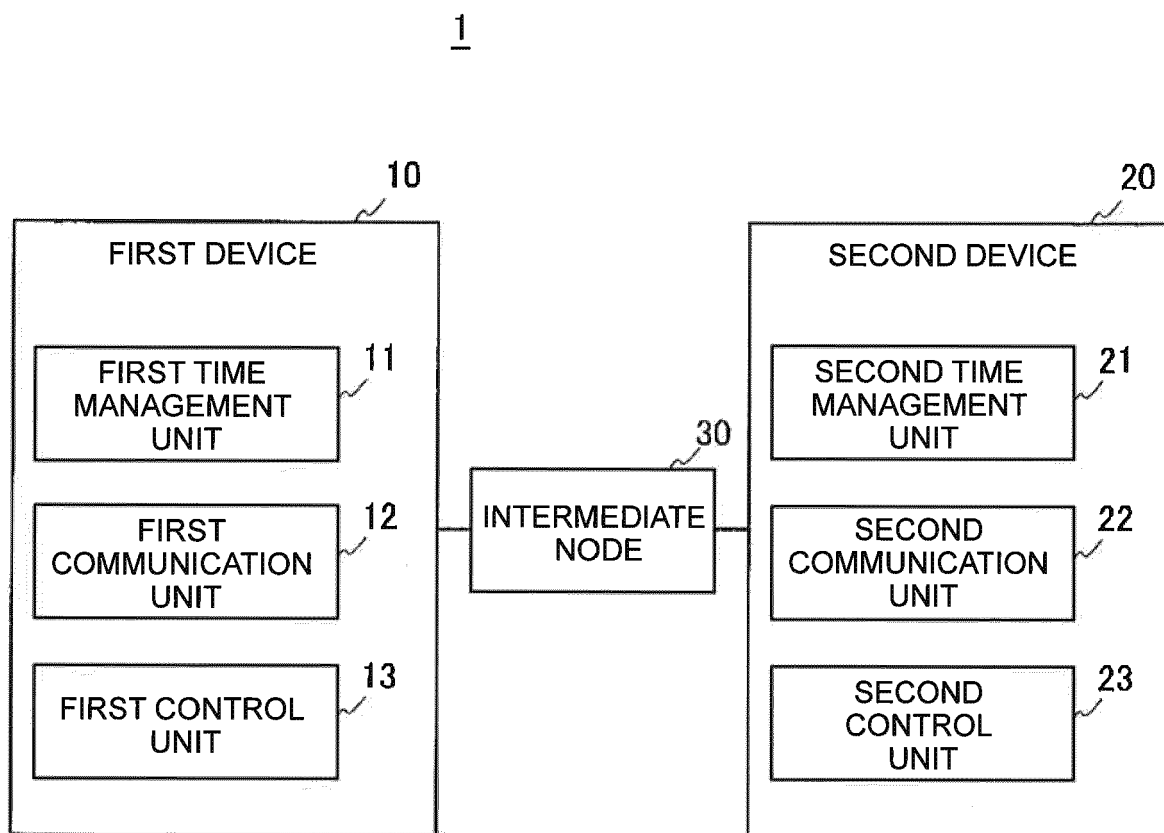 1
10
FIRST DEVICE
11
FIRST TIME
MANAGEMENT
UNIT
12
FIRST
COMMUNICATION
UNIT
13
FIRST CONTROL
UNIT
30
INTERMEDIATE
NODE
20
SECOND DEVICE
21
SECOND TIME
MANAGEMENT
UNIT
22
SECOND
COMMUNICATION
UNIT
23
SECOND
CONTROL
UNIT